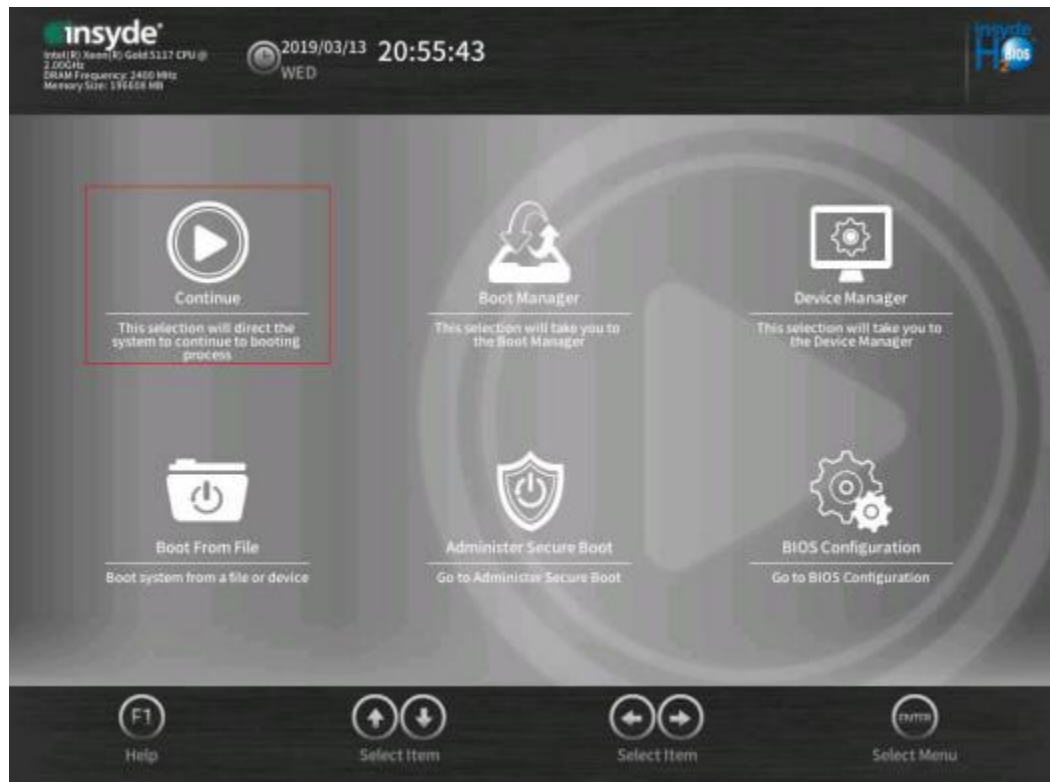 insyde
Intel(R) Xeon(R) Gold 5117 CPU @
2.00GHz
DRAM Frequency: 2400 MHz
Memory Size: 196608 MB
2019/03/13 20:55:43
WED
insyde
H2O Bios
Continue
This selection will direct the
system to continue to booting
process
Boot Manager
This selection will take you to
the Boot Manager
Device Manager
This selection will take you to
the Device Manager
Boot From File
Boot system from a file or device
Administer Secure Boot
Go to Administer Secure Boot
BIOS Configuration
Go to BIOS Configuration
F1
Help
Select Item
Select Item
ENTER
Select Menu